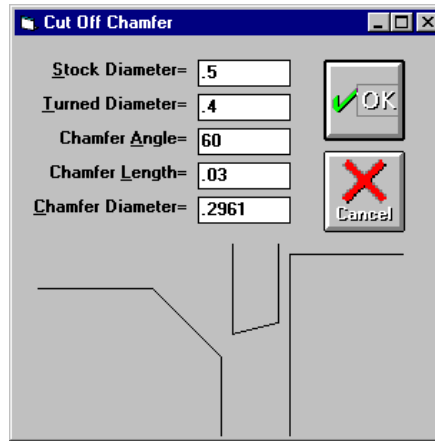 Cut Off Chamfer
Stock Diameter= .5
OK
Turned Diameter= .4
Chamfer Angle= 60
Chamfer Length= .03
Chamfer Diameter= .2961
Cancel